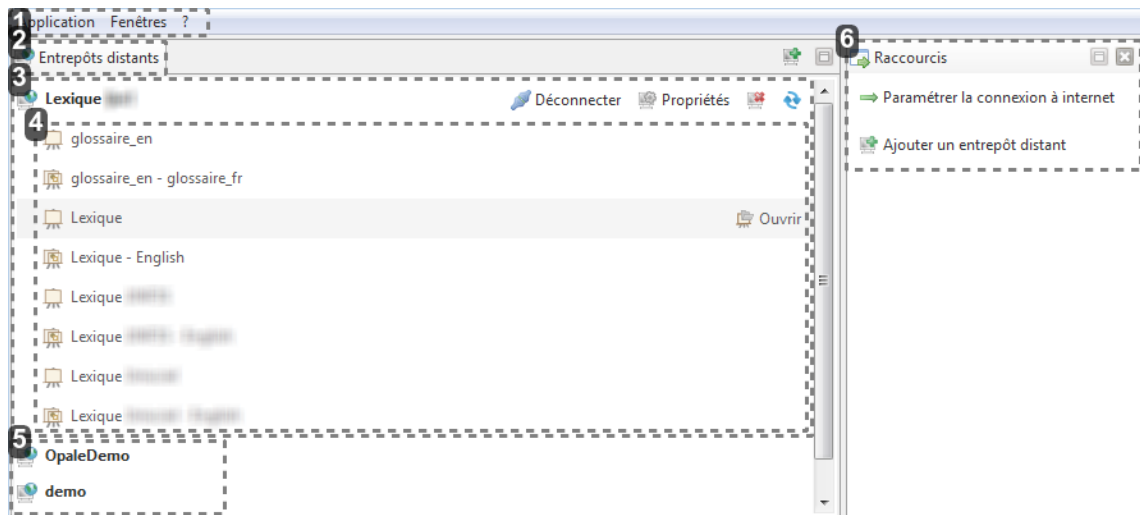 1
Application Fenêtres ?
2
Entrepôts distants
3
Lexique
Déconnecter Propriétés
4
glossaire_en
glossaire_en - glossaire_fr
Lexique
Ouvrir
Lexique - English
Lexique
Lexique
Lexique
Lexique
5
OpaleDemo
demo
6
Raccourcis
Paramétrer la connexion à internet
Ajouter un entrepôt distant